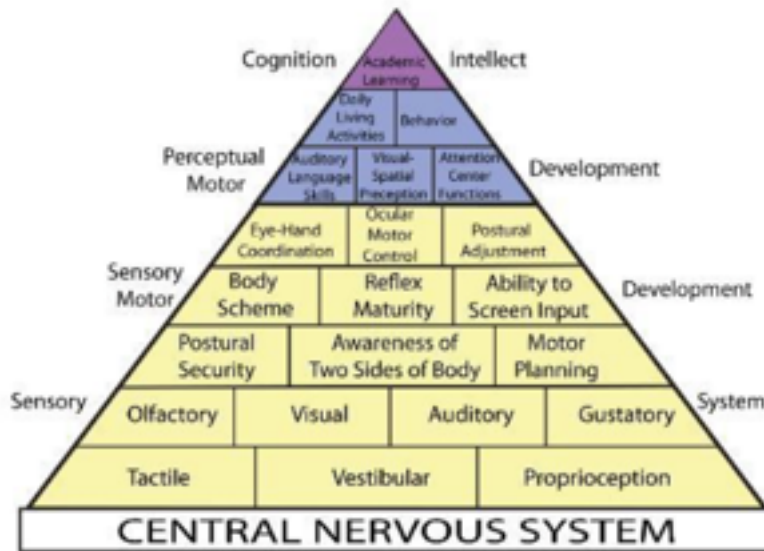 Cognition
Intellect
Academic
Learning
Daily
Living
Activities
Behavior
Perceptual
Motor
Development
Auditory
Language
Skills
Visual-
Spatial
Preception
Attention
Center
Functions
Eye-Hand
Coordination
Ocular
Motor
Control
Postural
Adjustment
Sensory
Motor
Development
Body
Scheme
Reflex
Maturity
Ability to
Screen Input
Postural
Security
Awareness of
Two Sides of Body
Motor
Planning
Sensory
System
Olfactory
Visual
Auditory
Gustatory
Tactile
Vestibular
Proprioception
CENTRAL NERVOUS SYSTEM